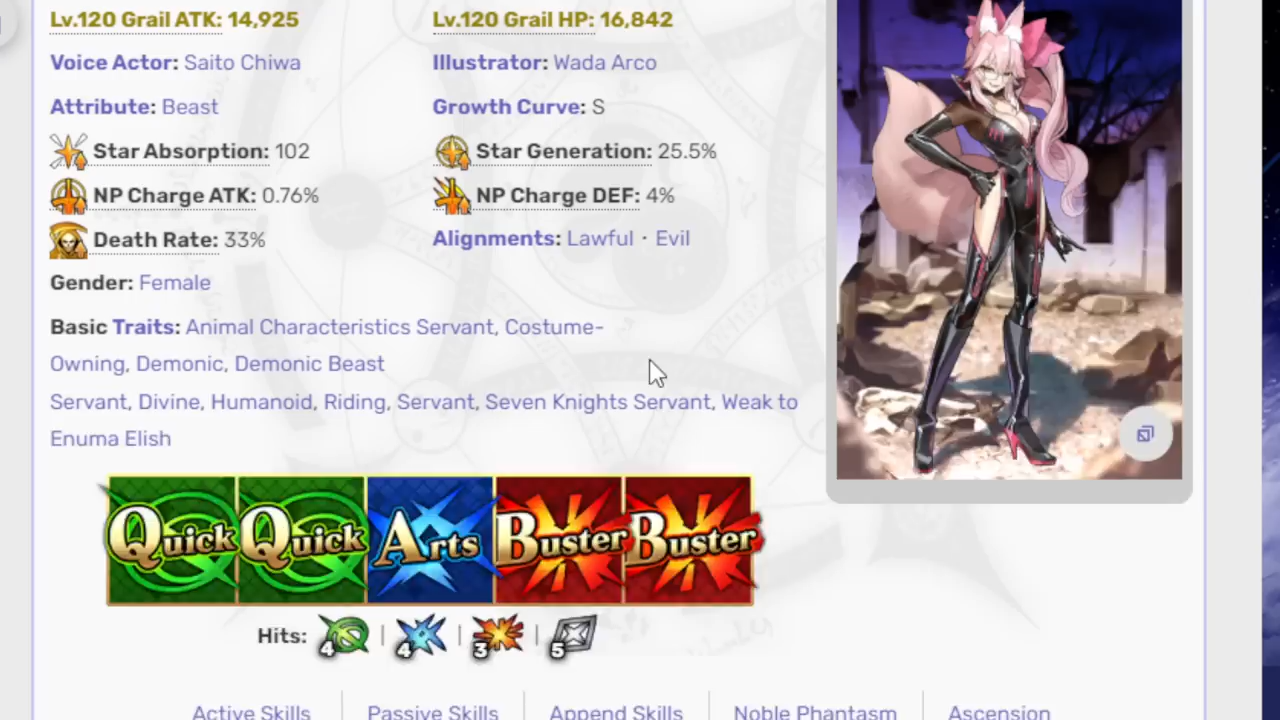 Lv.120 Grail ATK: 14,925
Lv.120 Grail HP: 16,842
Voice Actor: Saito Chiwa
Illustrator: Wada Arco
Attribute: Beast
Growth Curve: S
Star Absorption: 102
Star Generation: 25.5%
NP Charge ATK: 0.76%
NP Charge DEF: 4%
Death Rate: 33%
Alignments: Lawful · Evil
Gender: Female
Basic Traits: Animal Characteristics Servant, Costume-
Owning, Demonic, Demonic Beast
Servant, Divine, Humanoid, Riding, Servant, Seven Knights Servant, Weak to
Enuma Elish
Quick Quick Arts Buster Buster
Hits: 4 | 4 | 3 | 5
Active Skills
Passive Skills
Append Skills
Noble Phantasm
Ascension